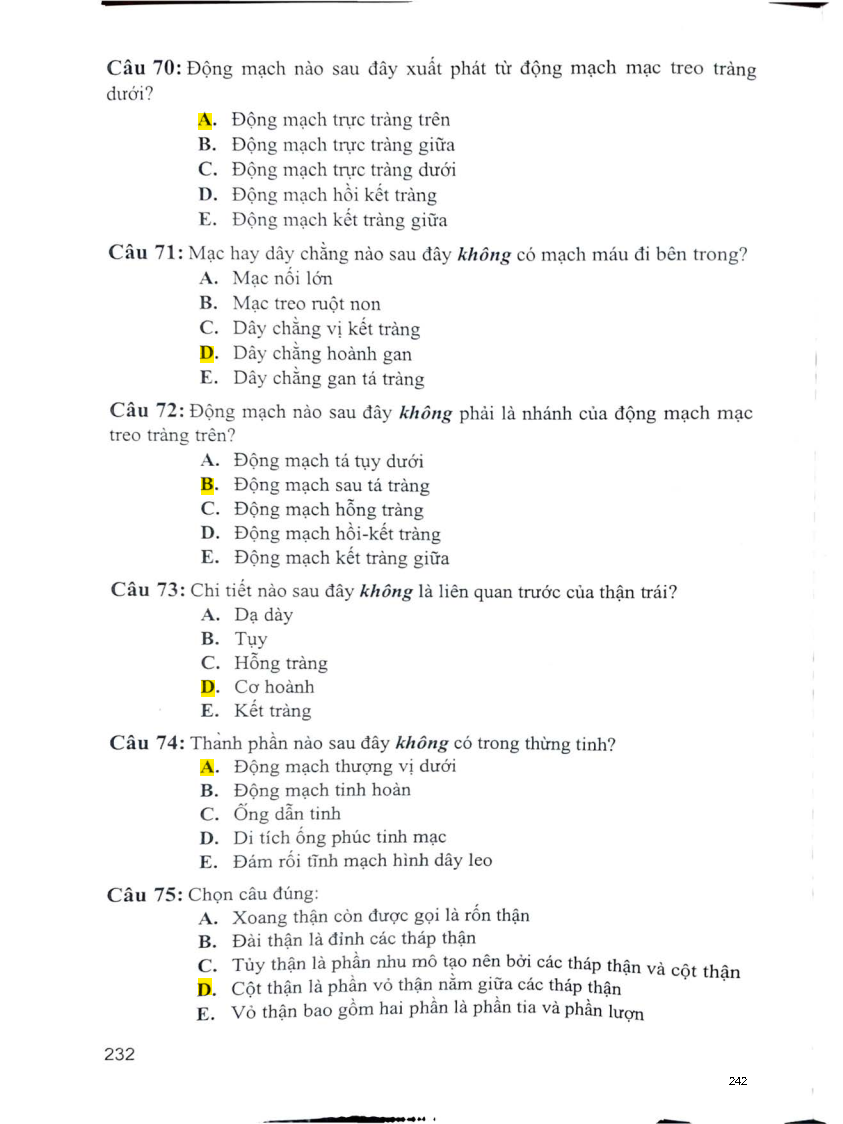 Câu 70: Động mạch nào sau đây xuất phát từ động mạch mạc treo tràng
dưới?
A. Động mạch trực tràng trên
B. Động mạch trực tràng giữa
C. Động mạch trực tràng dưới
D. Động mạch hồi kết tràng
E. Động mạch kết tràng giữa
Câu 71: Mạc hay dây chằng nào sau đây không có mạch máu đi bên trong?
A. Mạc nối lớn
B. Mạc treo ruột non
C. Dây chằng vị kết tràng
D. Dây chằng hoành gan
E. Dây chằng gan tá tràng
Câu 72: Động mạch nào sau đây không phải là nhánh của động mạch mạc
treo tràng trên?
A. Động mạch tá tụy dưới
B. Động mạch sau tá tràng
C. Động mạch hỗng tràng
D. Động mạch hồi-kết tràng
E. Động mạch kết tràng giữa
Câu 73: Chi tiết nào sau đây không là liên quan trước của thận trái?
A. Dạ dày
B. Tụy
C. Hỗng tràng
D. Cơ hoành
E. Kết tràng
Câu 74: Thành phần nào sau đây không có trong thừng tinh?
A. Động mạch thượng vị dưới
B. Động mạch tinh hoàn
C. Ống dẫn tinh
D. Di tích ống phúc tinh mạc
E. Đám rối tĩnh mạch hình dây leo
Câu 75: Chọn câu đúng:
A. Xoang thận còn được gọi là rốn thận
B. Đài thận là đỉnh các tháp thận
C. Tủy thận là phần nhu mô tạo nên bởi các tháp thận và cột thận
D. Cột thận là phần vỏ thận nằm giữa các tháp thận
E. Vỏ thận bao gồm hai phần là phần tia và phần lượn
232
242